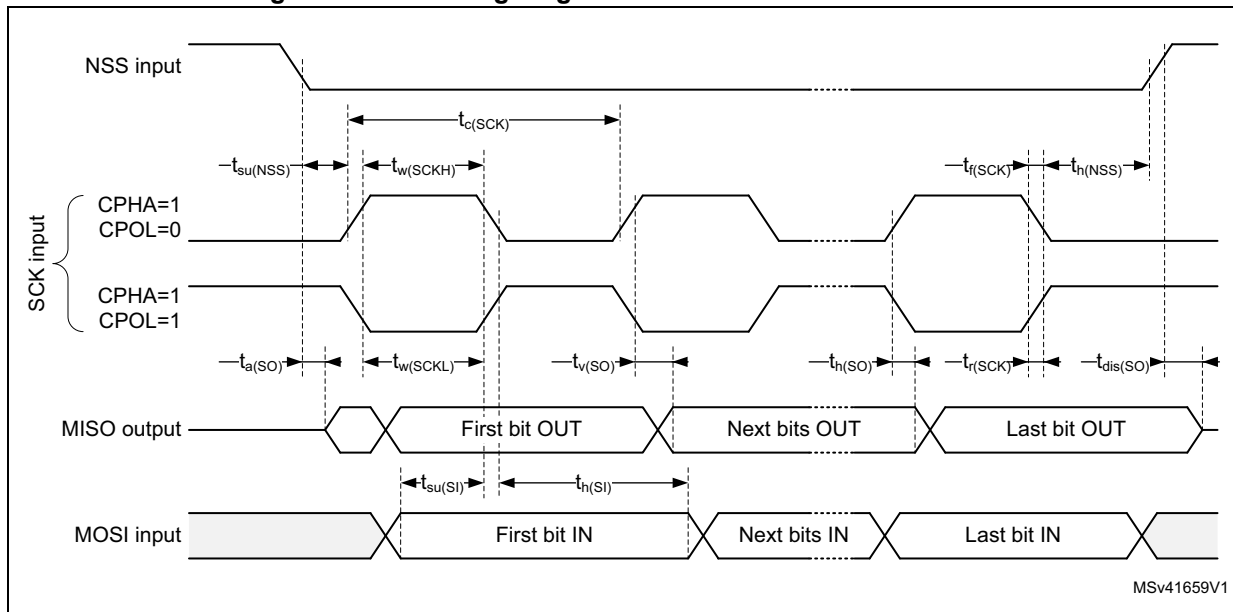 NSS input
tc(SCK)
tsu(NSS)
tw(SCKH)
tf(SCK)
th(NSS)
SCK input
CPHA=1
CPOL=0
CPHA=1
CPOL=1
ta(SO)
tw(SCKL)
tv(SO)
th(SO)
tr(SCK)
tdis(SO)
MISO output
First bit OUT
Next bits OUT
Last bit OUT
tsu(SI)
th(SI)
MOSI input
First bit IN
Next bits IN
Last bit IN
MSv41659V1